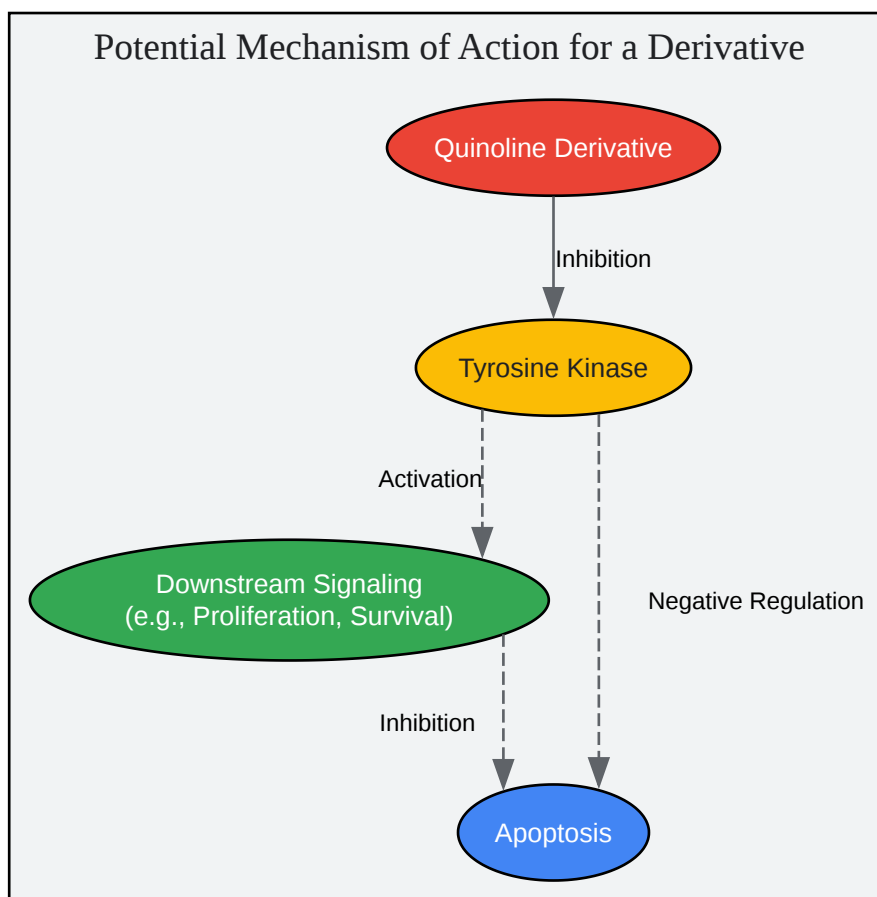 Potential Mechanism of Action for a Derivative
Quinoline Derivative
Inhibition
Tyrosine Kinase
Activation
Downstream Signaling
(e.g., Proliferation, Survival)
Negative Regulation
Inhibition
Apoptosis